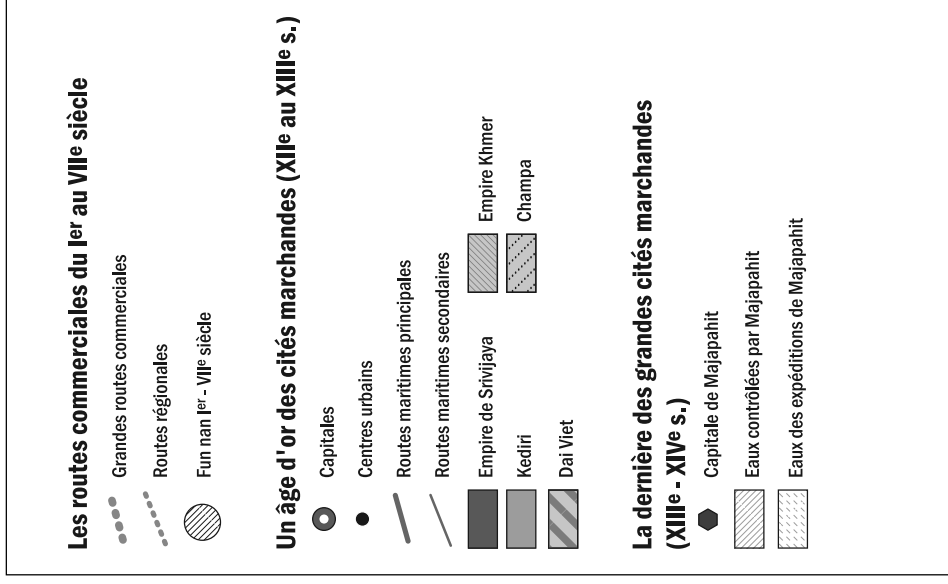 Les routes commerciales du Ier au VIIe siècle
Grandes routes commerciales
Routes régionales
Fun nan Ier - VIIe siècle
Un âge d'or des cités marchandes (XIIe au XIIIe s.)
Capitales
Centres urbains
Routes maritimes principales
Routes maritimes secondaires
Empire de Srivijaya
Kediri
Dai Viet
Empire Khmer
Champa
La dernière des grandes cités marchandes
(XIIIe - XIVe s.)
Capitale de Majapahit
Eaux contrôlées par Majapahit
Eaux des expéditions de Majapahit